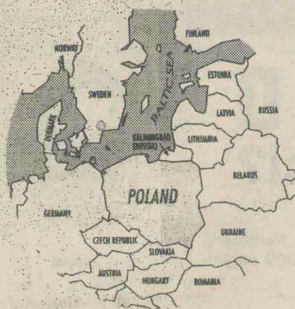 NORWAY
FINLAND
SWEDEN
BALTIC SEA
ESTONIA
LATVIA
RUSSIA
DENMARK
KALININGRAD
(RUSSIA)
LITHUANIA
BELARUS
POLAND
GERMANY
UKRAINE
CZECH REPUBLIC
SLOVAKIA
AUSTRIA
HUNGARY
ROMANIA